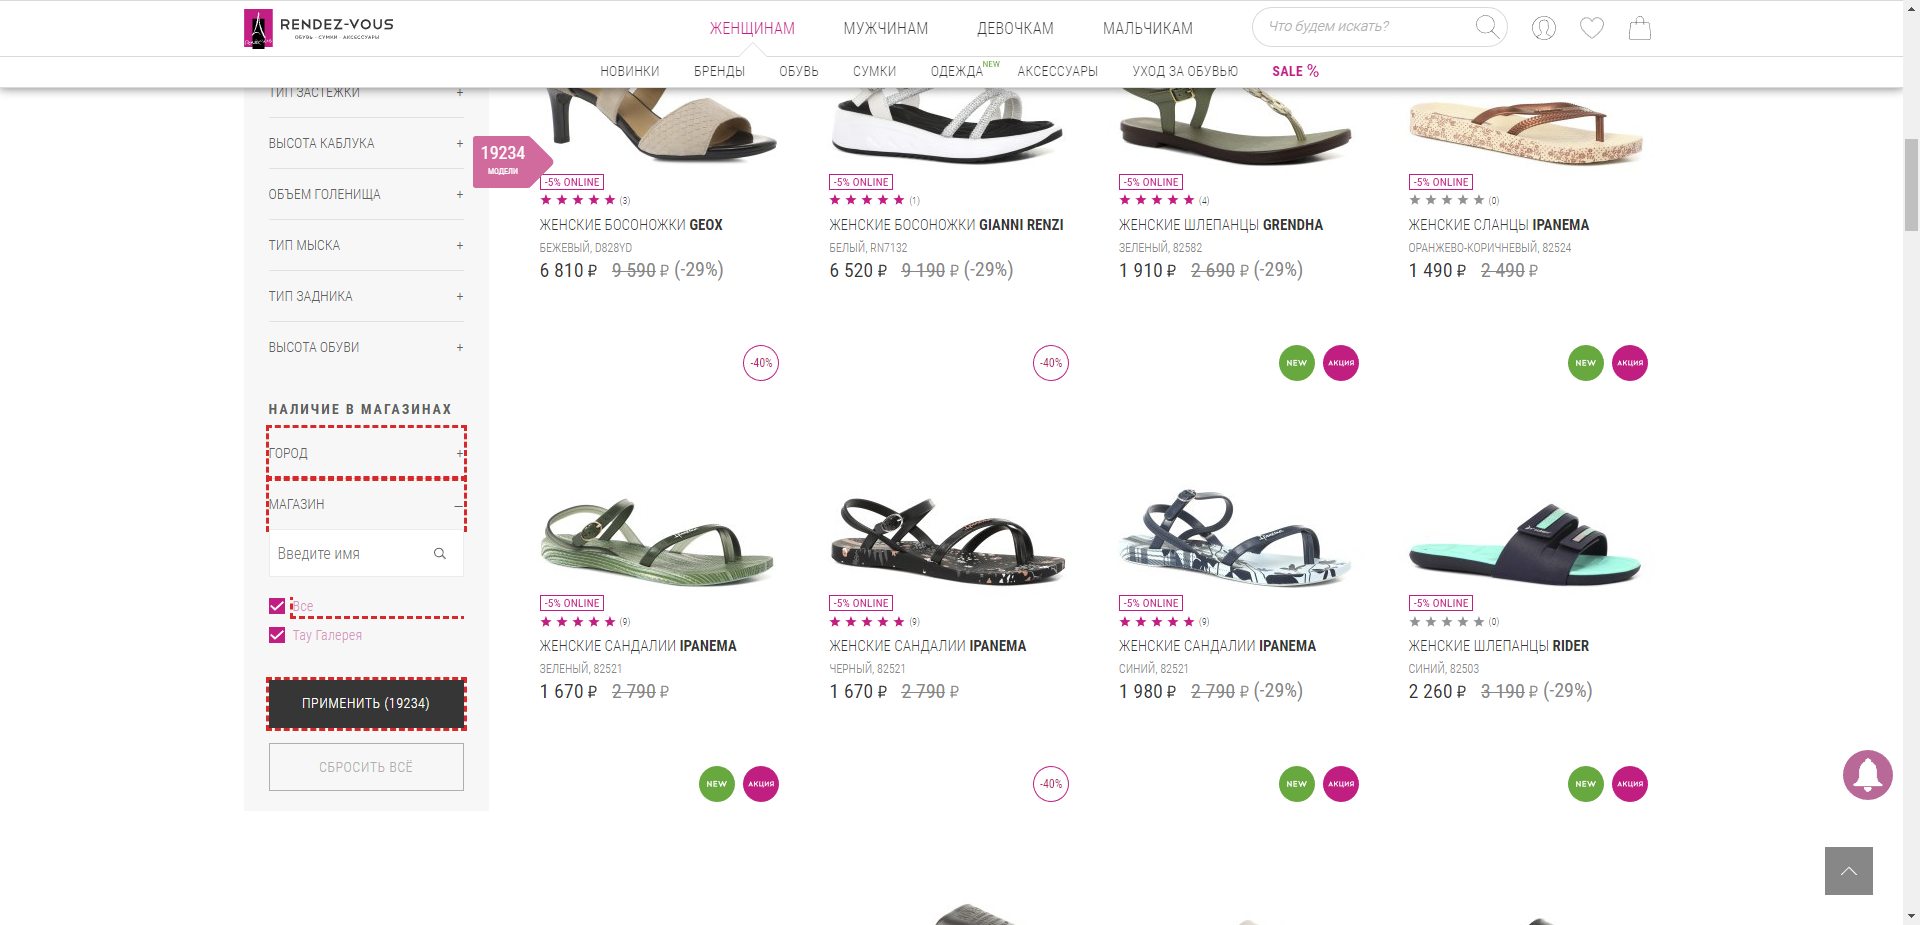 RENDEZ-VOUS
ОБУВЬ · СУМКИ · АКСЕССУАРЫ
ЖЕНЩИНАМ МУЖЧИНАМ ДЕВОЧКАМ МАЛЬЧИКАМ
Что будем искать?
НОВИНКИ БРЕНДЫ ОБУВЬ СУМКИ ОДЕЖДА NEW АКСЕССУАРЫ УХОД ЗА ОБУВЬЮ SALE %
ТИП ЗАСТЕЖКИ +
ВЫСОТА КАБЛУКА +
ОБЪЕМ ГОЛЕНИЩА +
ТИП МЫСКА +
ТИП ЗАДНИКА +
ВЫСОТА ОБУВИ +
НАЛИЧИЕ В МАГАЗИНАХ
ГОРОД +
МАГАЗИН –
Введите имя
Все
Тау Галерея
ПРИМЕНИТЬ (19234)
СБРОСИТЬ ВСЁ
19234
МОДЕЛИ
-5% ONLINE -5% ONLINE -5% ONLINE -5% ONLINE
(3) (1) (4) (0)
ЖЕНСКИЕ БОСОНОЖКИ GEOX ЖЕНСКИЕ БОСОНОЖКИ GIANNI RENZI ЖЕНСКИЕ ШЛЕПАНЦЫ GRENDHA ЖЕНСКИЕ СЛАНЦЫ IPANEMA
БЕЖЕВЫЙ, D828YD БЕЛЫЙ, RN7132 ЗЕЛЕНЫЙ, 82582 ОРАНЖЕВО-КОРИЧНЕВЫЙ, 82524
6 810 ₽ 9 590 ₽ (-29%) 6 520 ₽ 9 190 ₽ (-29%) 1 910 ₽ 2 690 ₽ (-29%) 1 490 ₽ 2 490 ₽
-40% -40% NEW АКЦИЯ NEW АКЦИЯ
-5% ONLINE -5% ONLINE -5% ONLINE -5% ONLINE
(9) (9) (9) (0)
ЖЕНСКИЕ САНДАЛИИ IPANEMA ЖЕНСКИЕ САНДАЛИИ IPANEMA ЖЕНСКИЕ САНДАЛИИ IPANEMA ЖЕНСКИЕ ШЛЕПАНЦЫ RIDER
ЗЕЛЕНЫЙ, 82521 ЧЕРНЫЙ, 82521 СИНИЙ, 82521 СИНИЙ, 82503
1 670 ₽ 2 790 ₽ 1 670 ₽ 2 790 ₽ 1 980 ₽ 2 790 ₽ (-29%) 2 260 ₽ 3 190 ₽ (-29%)
NEW АКЦИЯ -40% NEW АКЦИЯ NEW АКЦИЯ